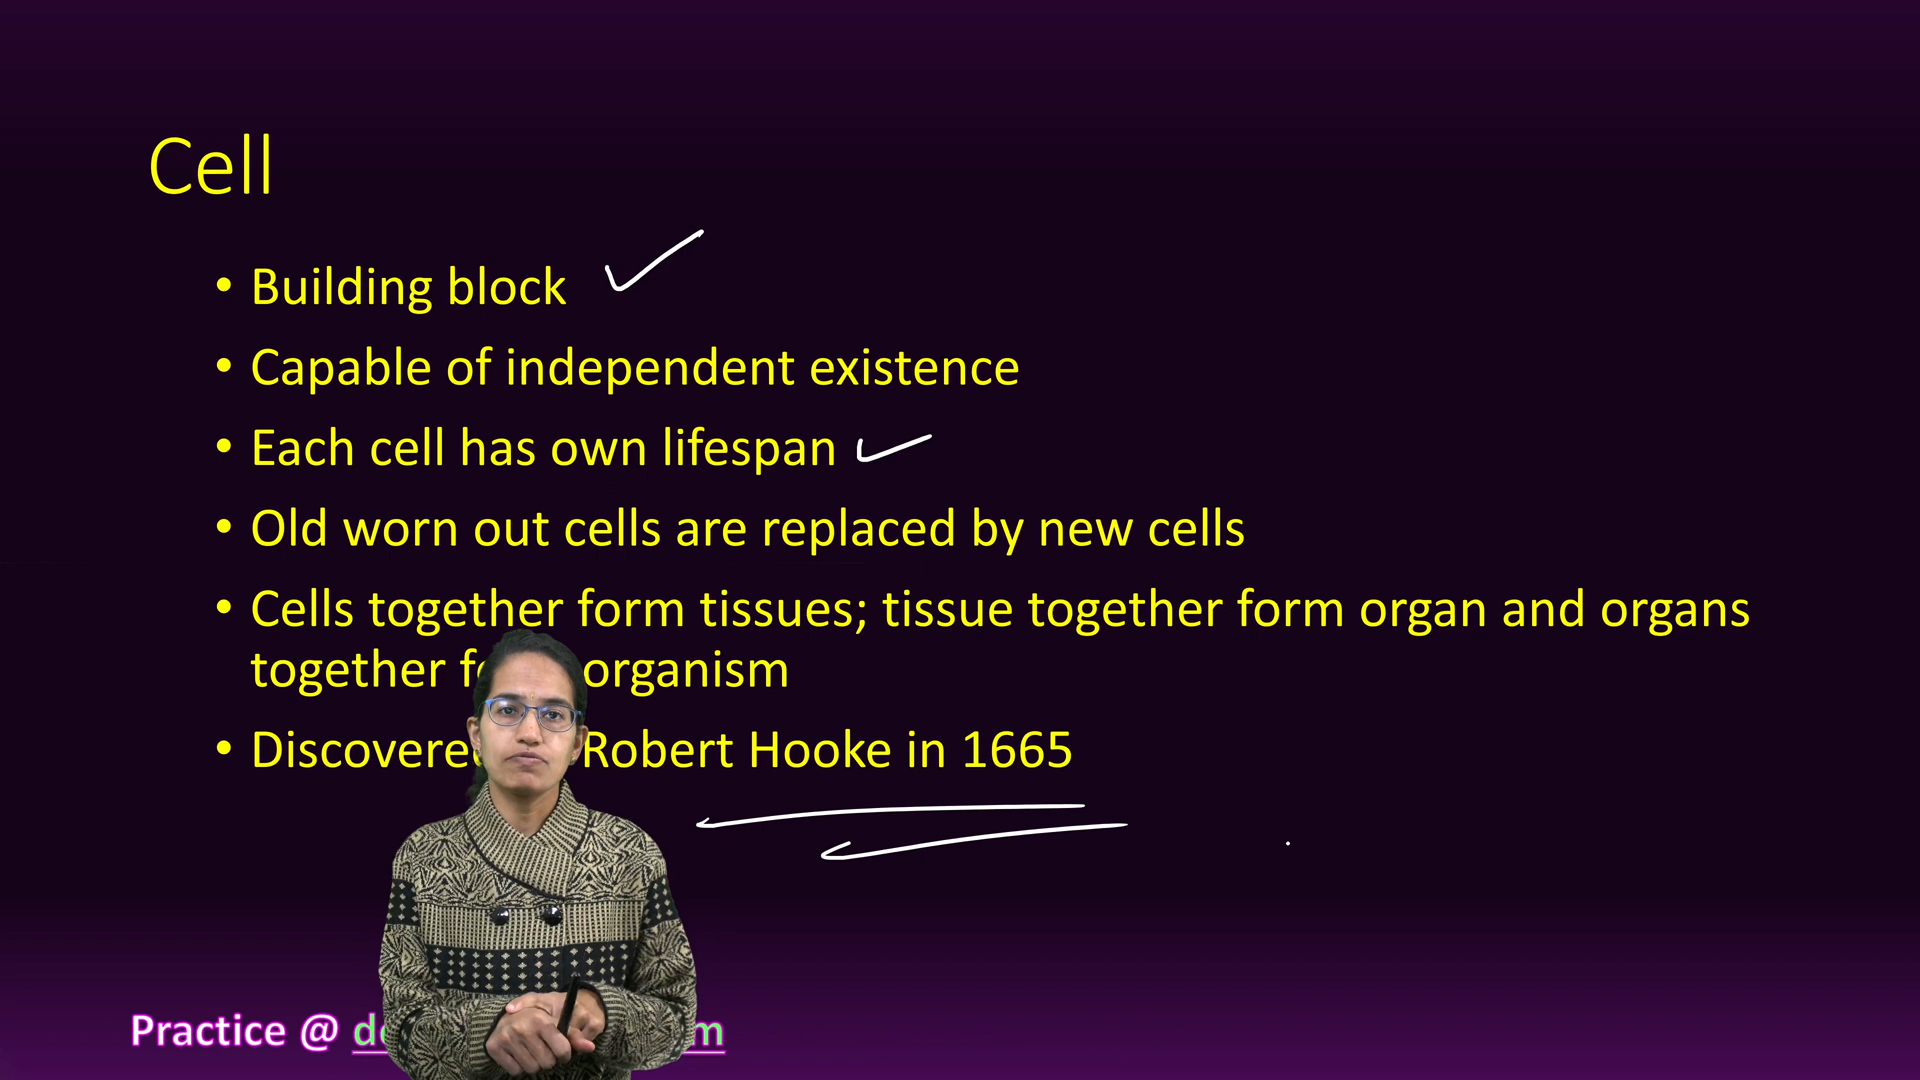 Cell
• Building block
• Capable of independent existence
• Each cell has own lifespan
• Old worn out cells are replaced by new cells
• Cells together form tissues; tissue together form organ and organs
together organism
• Robert Hooke in 1665
Practice @